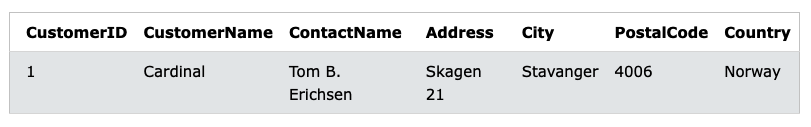 CustomerID CustomerName ContactName Address City PostalCode Country
1 Cardinal Tom B. Skagen Stavanger 4006 Norway
Erichsen 21